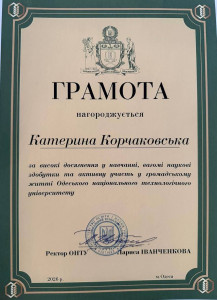 ГРАМОТА
нагороджується
Катерина Корчаковська
за високі досягнення у навчанні, вагомі наукові
здобутки та активну участь у громадському
житті Одеського національного технологічного
університету
Ректор ОНТУ Лариса ІВАНЧЕНКОВА
м.Одеса